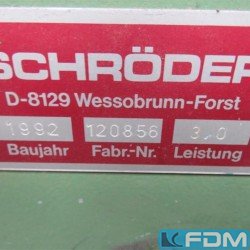 SCHRÖDER
D-8129 Wessobrunn-Forst
1992 120856 3.0
Baujahr Fabr.-Nr. Leistung
FDM